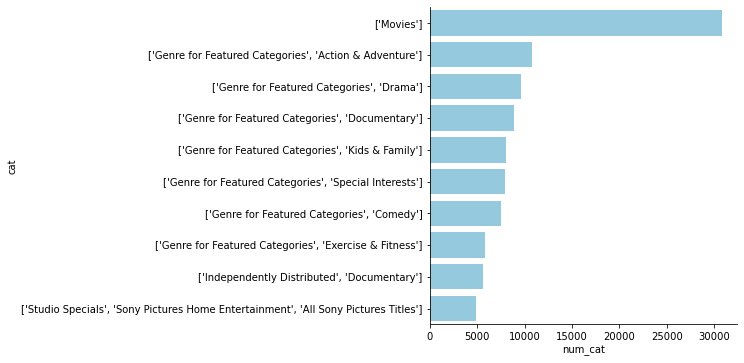 ['Movies']
['Genre for Featured Categories', 'Action & Adventure']
['Genre for Featured Categories', 'Drama']
['Genre for Featured Categories', 'Documentary']
['Genre for Featured Categories', 'Kids & Family']
['Genre for Featured Categories', 'Special Interests']
['Genre for Featured Categories', 'Comedy']
['Genre for Featured Categories', 'Exercise & Fitness']
['Independently Distributed', 'Documentary']
['Studio Specials', 'Sony Pictures Home Entertainment', 'All Sony Pictures Titles']
cat
0 5000 10000 15000 20000 25000 30000
num_cat